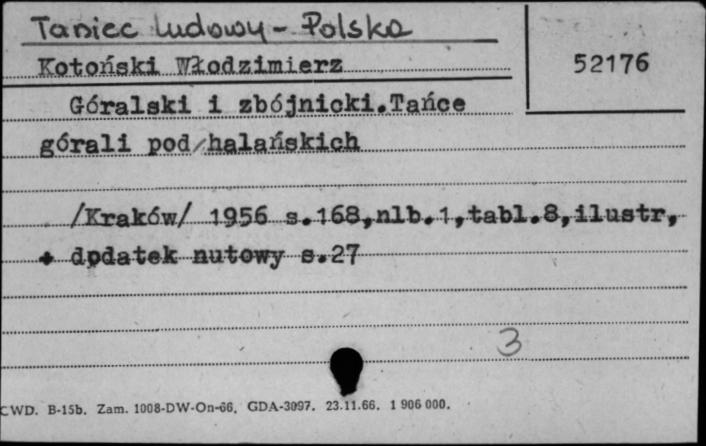 Taniec ludowy - Polska
Kotoński Włodzimierz
52176
Góralski i zbójnicki.Tańce
górali pod/halańskich
/Kraków/ 1956 s.168,nlb.1,tabl.8,ilustr,
+ dodatek nutowy s.27
3
CWD. B-15b. Zam. 1008-DW-On-66. GDA-3097. 23.11.66. 1 906 000.